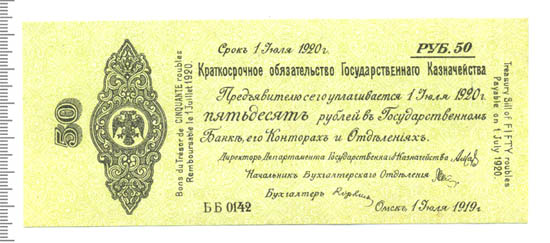 50
Bons du Trésor de CINQUANTE roubles
Remboursable le 1 Juillet 1920.
Срокъ 1 Іюля 1920 г.
РУБ. 50
Краткосрочное обязательство Государственнаго Казначейства
Предъявителю сего уплачивается 1 Іюля 1920 г.
пятьдесятъ рублей въ Государственномъ
Банкѣ, его Конторахъ и Отдѣленіяхъ.
Директоръ Департамента Государственнаго Казначейства
Начальникъ Бухгалтерскаго Отдѣленія
Бухгалтеръ
ББ 0142
Омскъ 1 Іюля 1919 г.
Treasury Bill of FIFTY roubles
Payable on 1 July 1920.